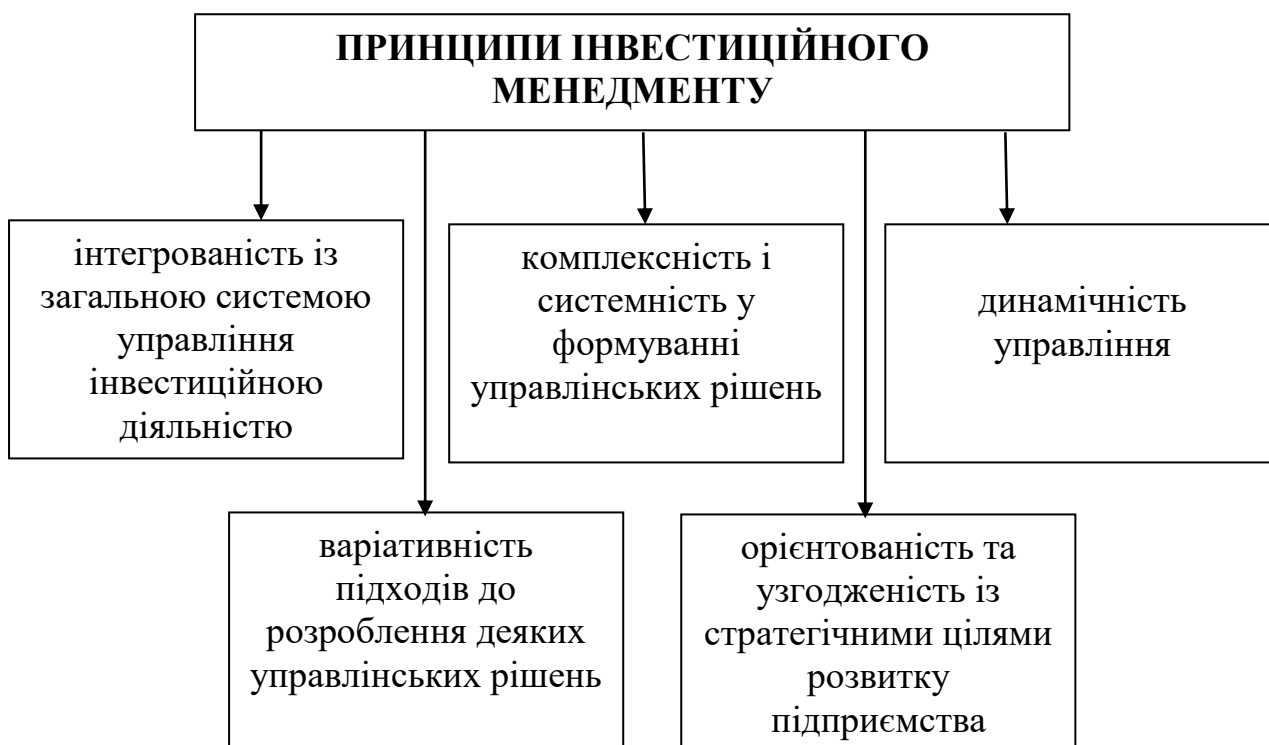 ПРИНЦИПИ ІНВЕСТИЦІЙНОГО
МЕНЕДМЕНТУ
інтегрованість із
загальною системою
управління
інвестиційною
діяльністю
комплексність і
системність у
формуванні
управлінських рішень
динамічність
управління
варіативність
підходів до
розроблення деяких
управлінських рішень
орієнтованість та
узгодженість із
стратегічними цілями
розвитку
підприємства